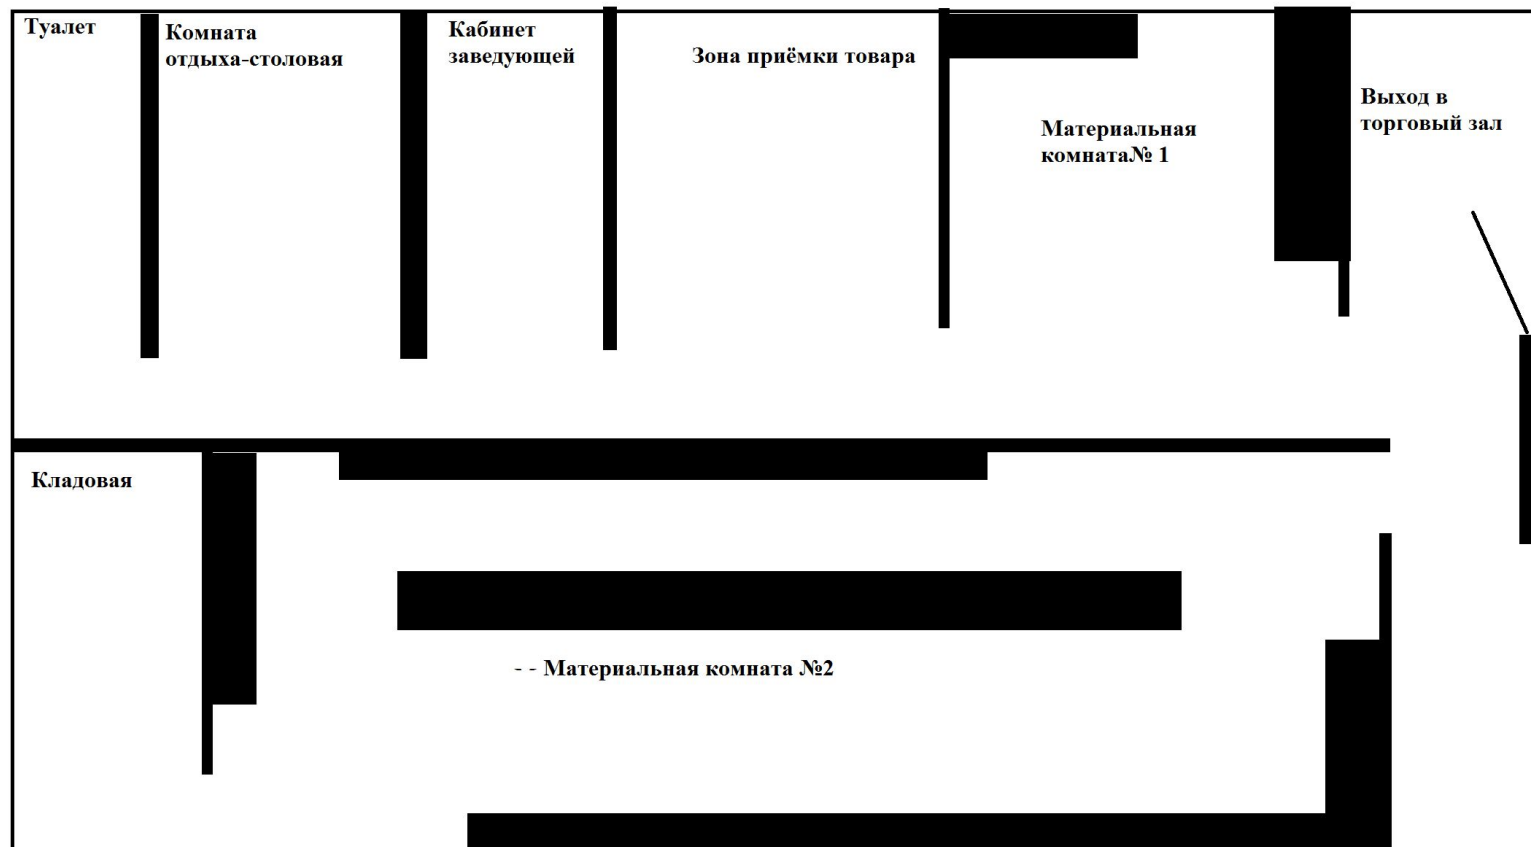 Туалет
Комната
отдыха-столовая
Кабинет
заведующей
Зона приёмки товара
Материальная
комната№ 1
Выход в
торговый зал
Кладовая
- - Материальная комната №2